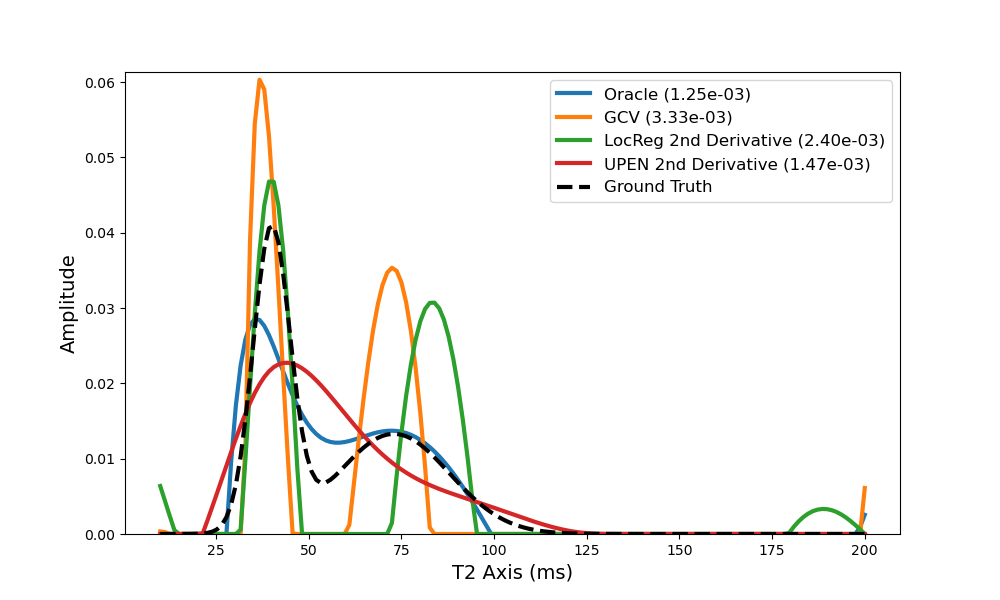 Oracle (1.25e-03)
GCV (3.33e-03)
LocReg 2nd Derivative (2.40e-03)
UPEN 2nd Derivative (1.47e-03)
Ground Truth
0.06
0.05
0.04
0.03
0.02
0.01
0.00
Amplitude
25 50 75 100 125 150 175 200
T2 Axis (ms)